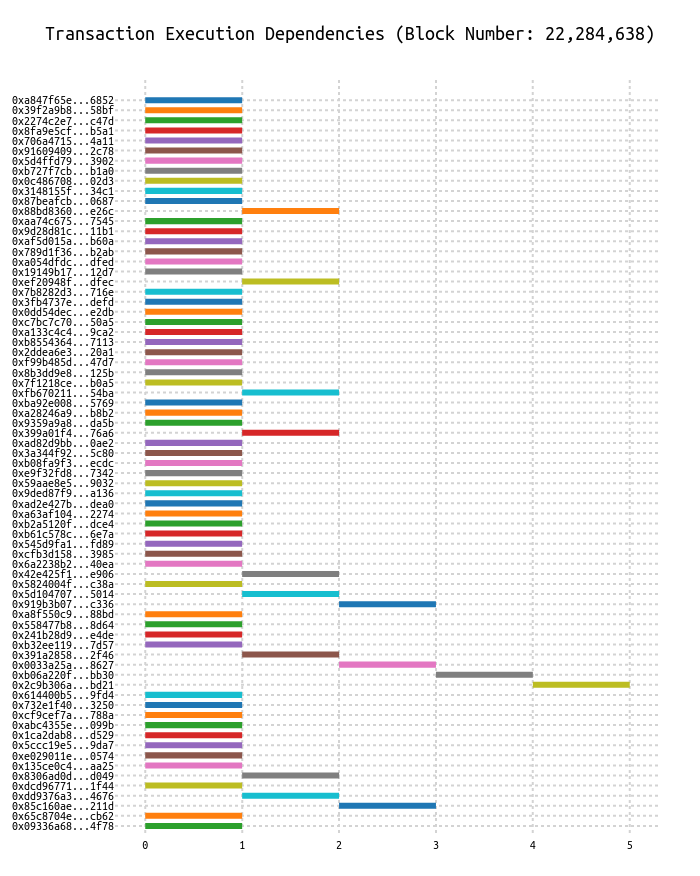 Transaction Execution Dependencies (Block Number: 22,284,638)
0xa847f65e...6852
0x39f2a9b8...58bf
0x2274c2e7...c47d
0x8fa9e5cf...b5a1
0x706a4715...4a11
0x91609409...2c78
0x5d4ffd79...3902
0xb727f7cb...b1a0
0x0c486708...02d3
0x3148155f...34c1
0x87beafcb...0687
0x88bd8360...e26c
0xaa74c675...7545
0x9d28d81c...11b1
0xaf5d015a...b60a
0x789d1f36...b2ab
0xa054dfdc...dfed
0x19149b17...12d7
0xef20948f...dfec
0x7b8282d3...716e
0x3fb4737e...defd
0x0dd54dec...e2db
0xc7bc7c70...50a5
0xa133c4c4...9ca2
0xb8554364...7113
0x2ddea6e3...20a1
0xf99b485d...47d7
0x8b3dd9e8...125b
0x7f1218ce...b0a5
0xfb670211...54ba
0xba92e008...5769
0xa28246a9...b8b2
0x9359a9a8...da5b
0x399a01f4...76a6
0xad82d9bb...0ae2
0x3a344f92...5c80
0xb08fa9f3...ecdc
0xe9f32fd8...7342
0x59aae8e5...9032
0x9ded87f9...a136
0xad2e427b...dea0
0xa63af104...2274
0xb2a5120f...dce4
0xb61c578c...6e7a
0x545d9fa1...fd89
0xcfb3d158...3985
0x6a2238b2...40ea
0x42e425f1...e906
0x5824004f...c38a
0x5d104707...5014
0x919b3b07...c336
0xa8f550c9...88bd
0x558477b8...8d64
0x241b28d9...e4de
0xb32ee119...7d57
0x391a2858...2f46
0x0033a25a...8627
0xb06a220f...bb30
0x2c9b306a...bd21
0x614400b5...9fd4
0x732e1f40...3250
0xcf9cef7a...788a
0xabc4355e...099b
0x1ca2dab8...d529
0x5ccc19e5...9da7
0xe029011e...0574
0x135ce0c4...aa25
0x8306ad0d...d049
0xdcd96771...1f44
0xdd9376a3...4676
0x85c160ae...211d
0x65c8704e...cb62
0x09336a68...4f78
0 1 2 3 4 5